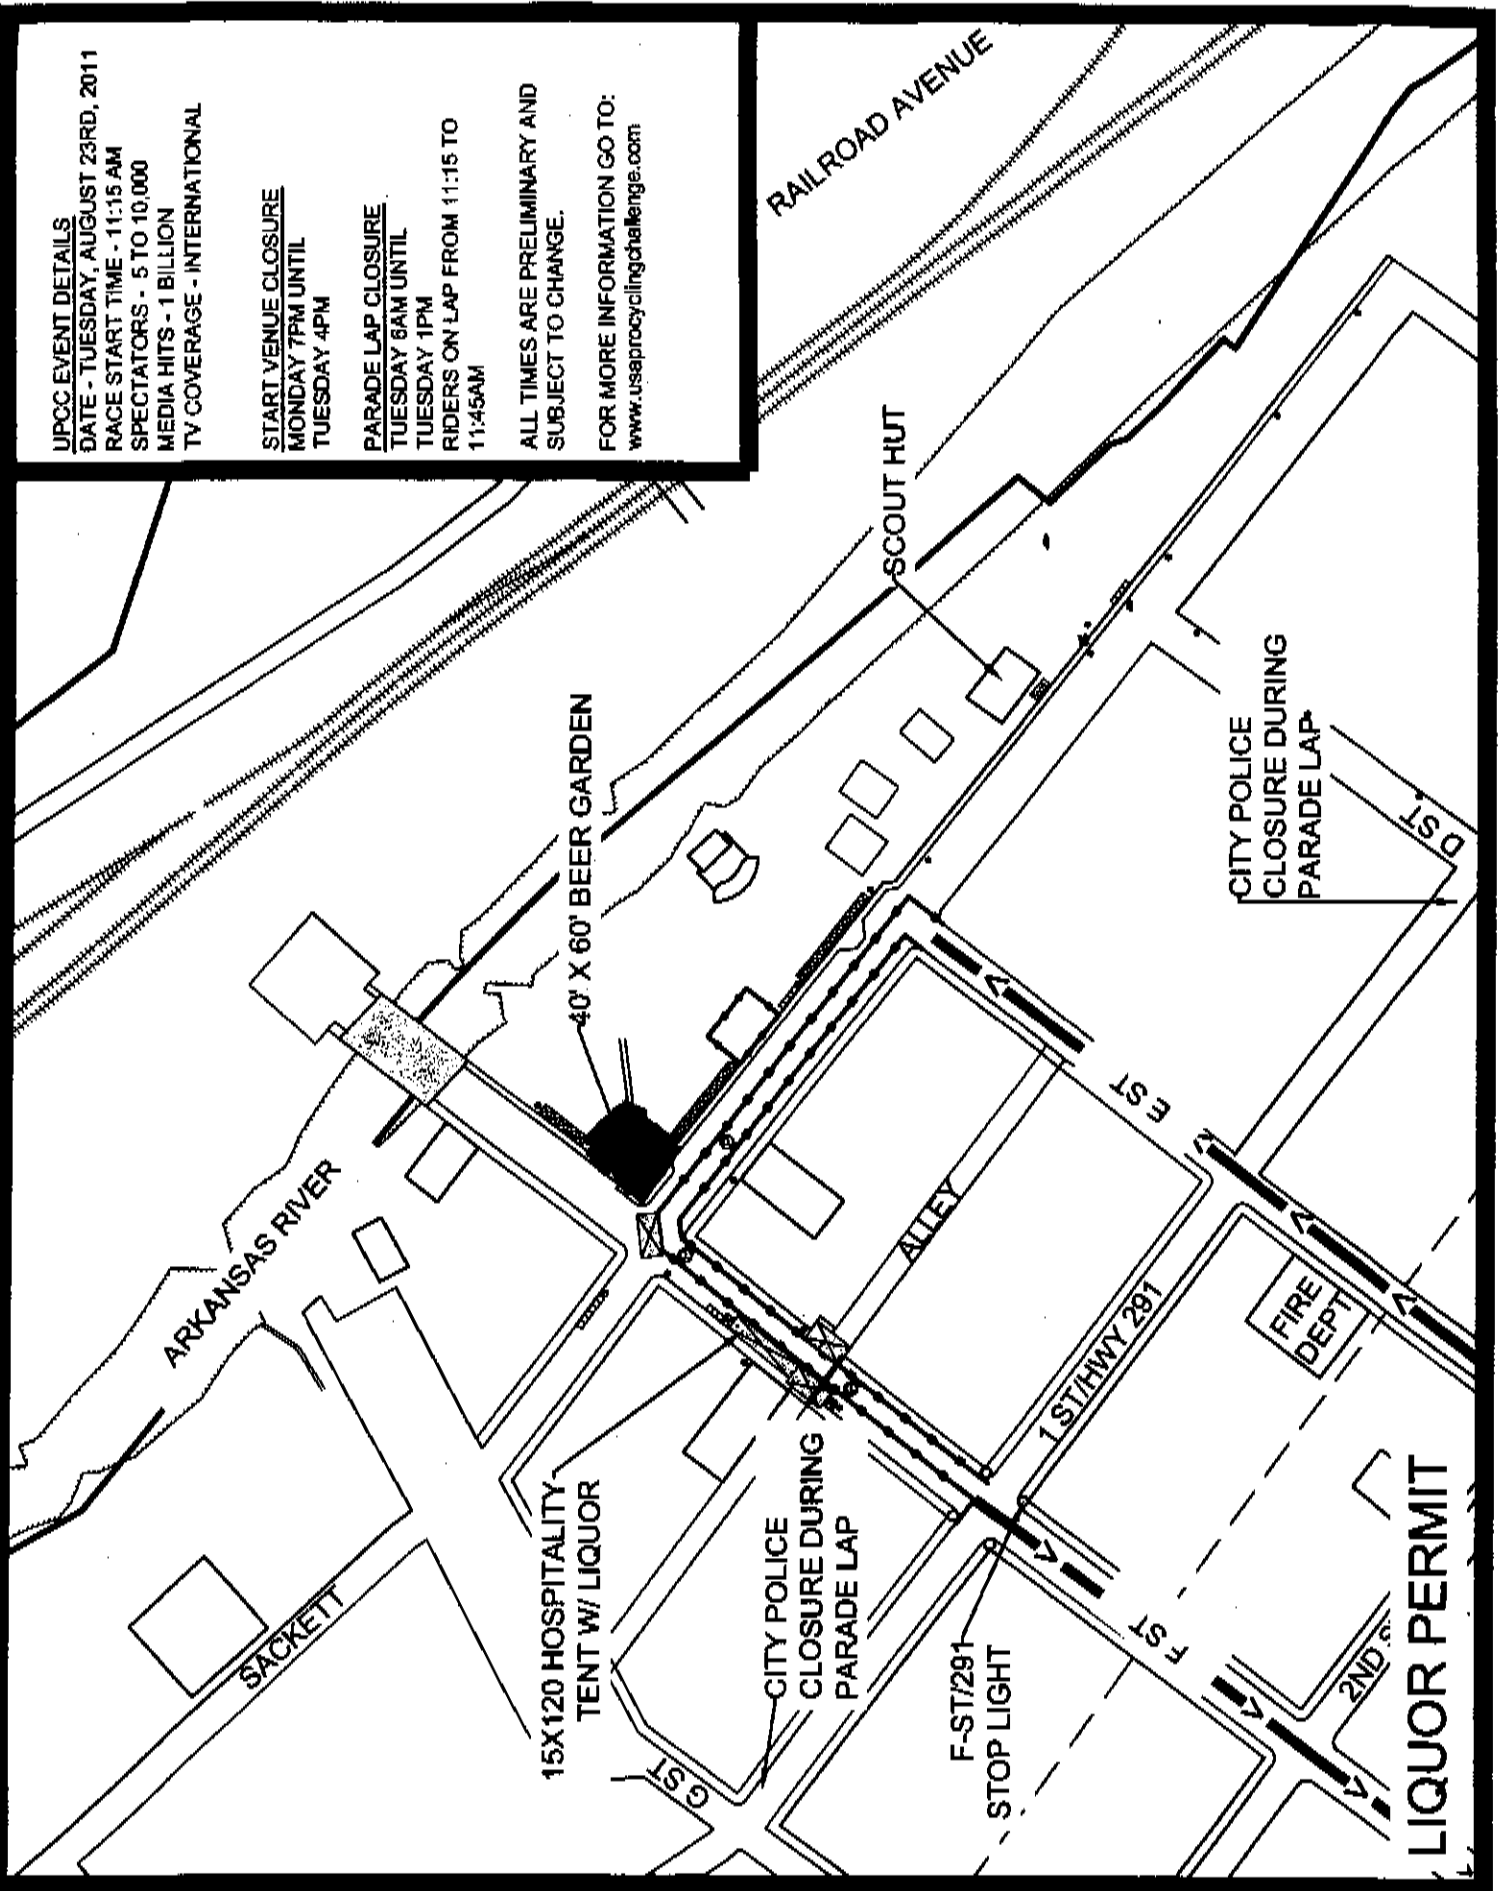 UPCC EVENT DETAILS
DATE - TUESDAY, AUGUST 23RD, 2011
RACE START TIME - 11:15 AM
SPECTATORS - 5 TO 10,000
MEDIA HITS - 1 BILLION
TV COVERAGE - INTERNATIONAL
START VENUE CLOSURE
MONDAY 7PM UNTIL
TUESDAY 4PM
PARADE LAP CLOSURE
TUESDAY 6AM UNTIL
TUESDAY 1PM
RIDERS ON LAP FROM 11:15 TO
11:45AM
ALL TIMES ARE PRELIMINARY AND
SUBJECT TO CHANGE.
FOR MORE INFORMATION GO TO:
www.usaprocyclingchallenge.com
RAILROAD AVENUE
SCOUT HUT
40' X 60' BEER GARDEN
ARKANSAS RIVER
SACKETT
15X120 HOSPITALITY
TENT W/ LIQUOR
CITY POLICE
CLOSURE DURING
PARADE LAP
G ST
F-ST/291
STOP LIGHT
ALLEY
1 ST/HWY 291
E ST
FIRE
DEPT
F ST
2ND
CITY POLICE
CLOSURE DURING
PARADE LAP
D ST
LIQUOR PERMIT